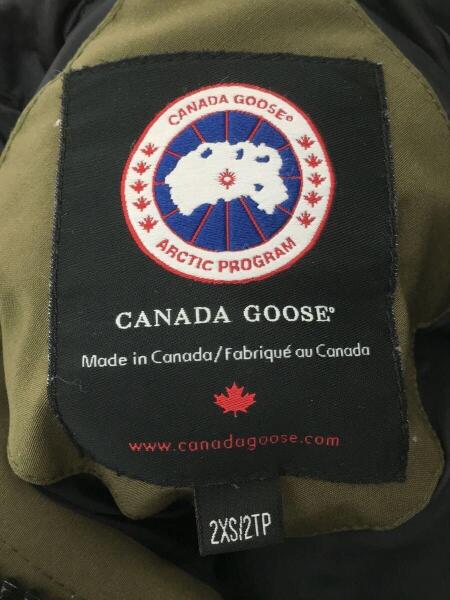 CANADA GOOSE®
ARCTIC PROGRAM
CANADA GOOSE®
Made in Canada/Fabriqué au Canada
www.canadagoose.com
2XS/2TP